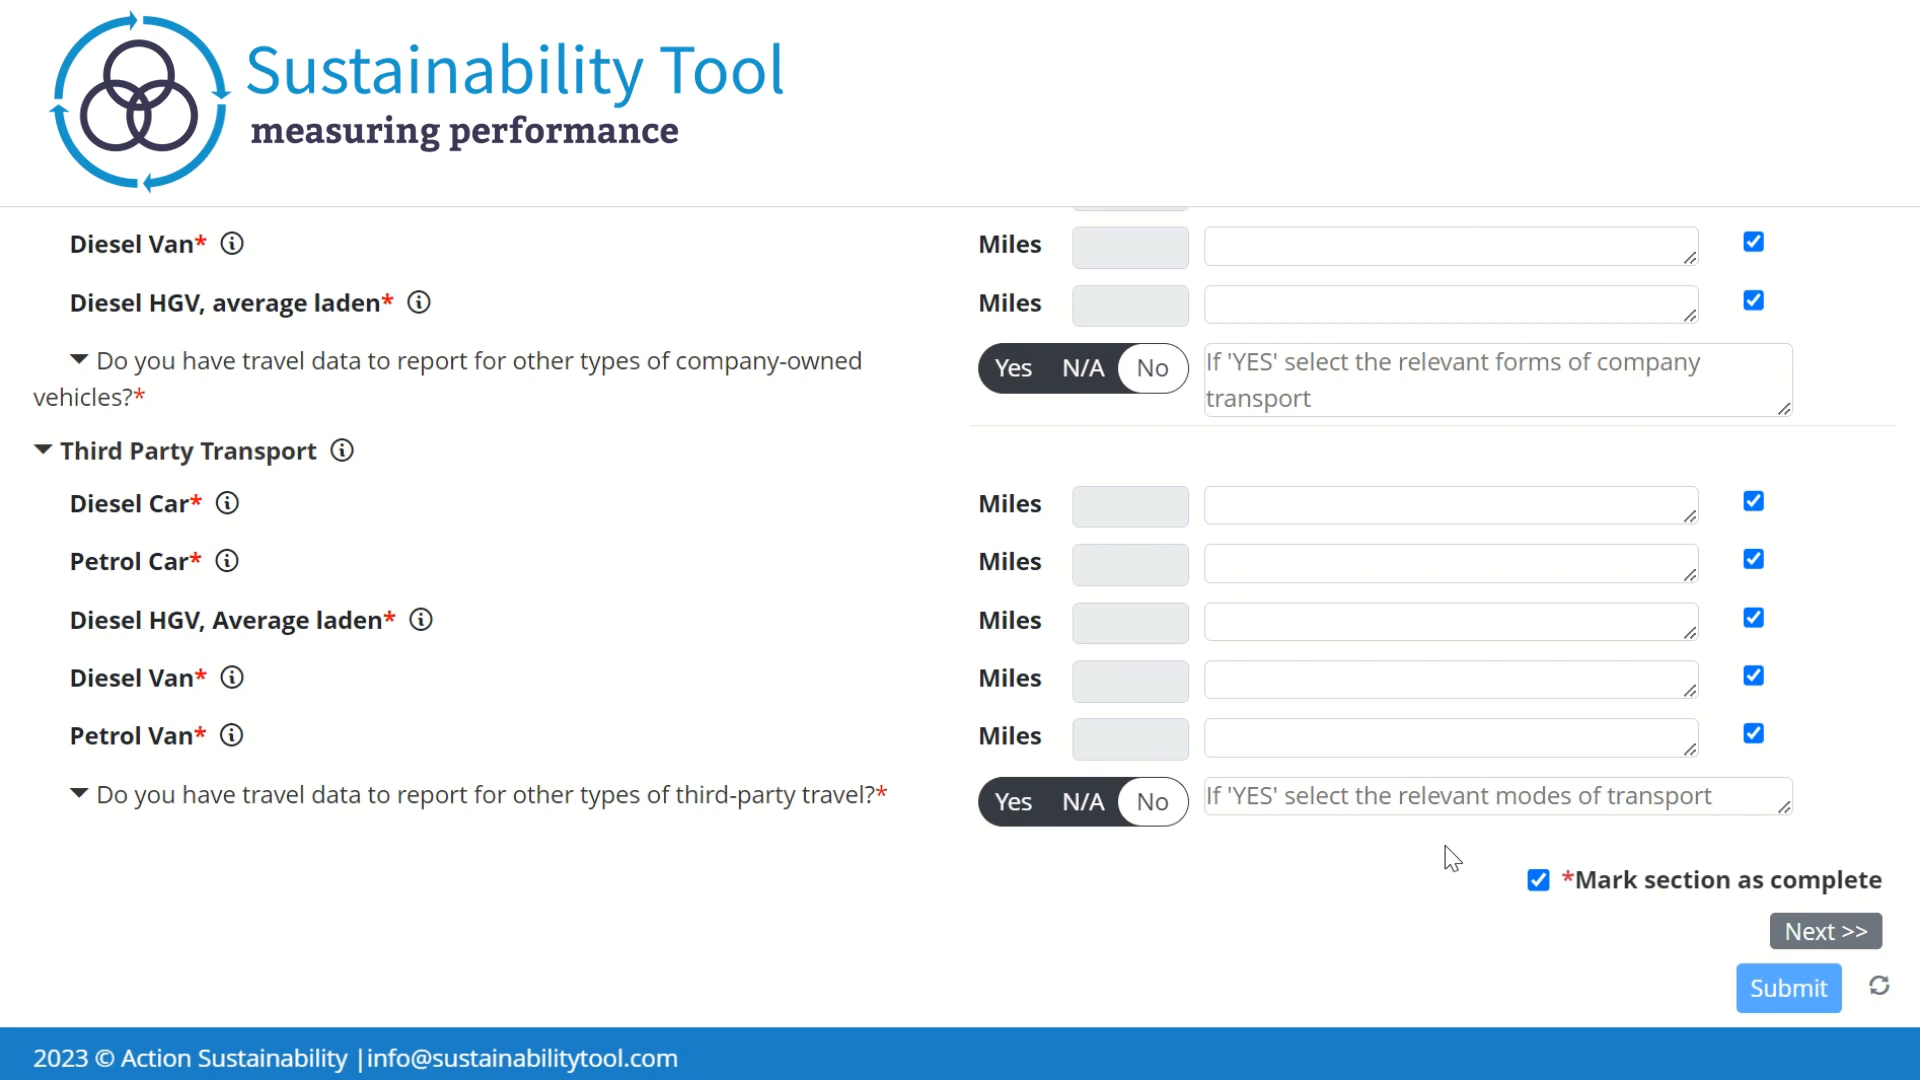 Sustainability Tool
measuring performance
Diesel Van* Miles
Diesel HGV, average laden* Miles
Do you have travel data to report for other types of company-owned
vehicles?*
Yes N/A No
If 'YES' select the relevant forms of company
transport
Third Party Transport
Diesel Car* Miles
Petrol Car* Miles
Diesel HGV, Average laden* Miles
Diesel Van* Miles
Petrol Van* Miles
Do you have travel data to report for other types of third-party travel?*
Yes N/A No
If 'YES' select the relevant modes of transport
*Mark section as complete
Next >>
Submit
2023 © Action Sustainability |info@sustainabilitytool.com